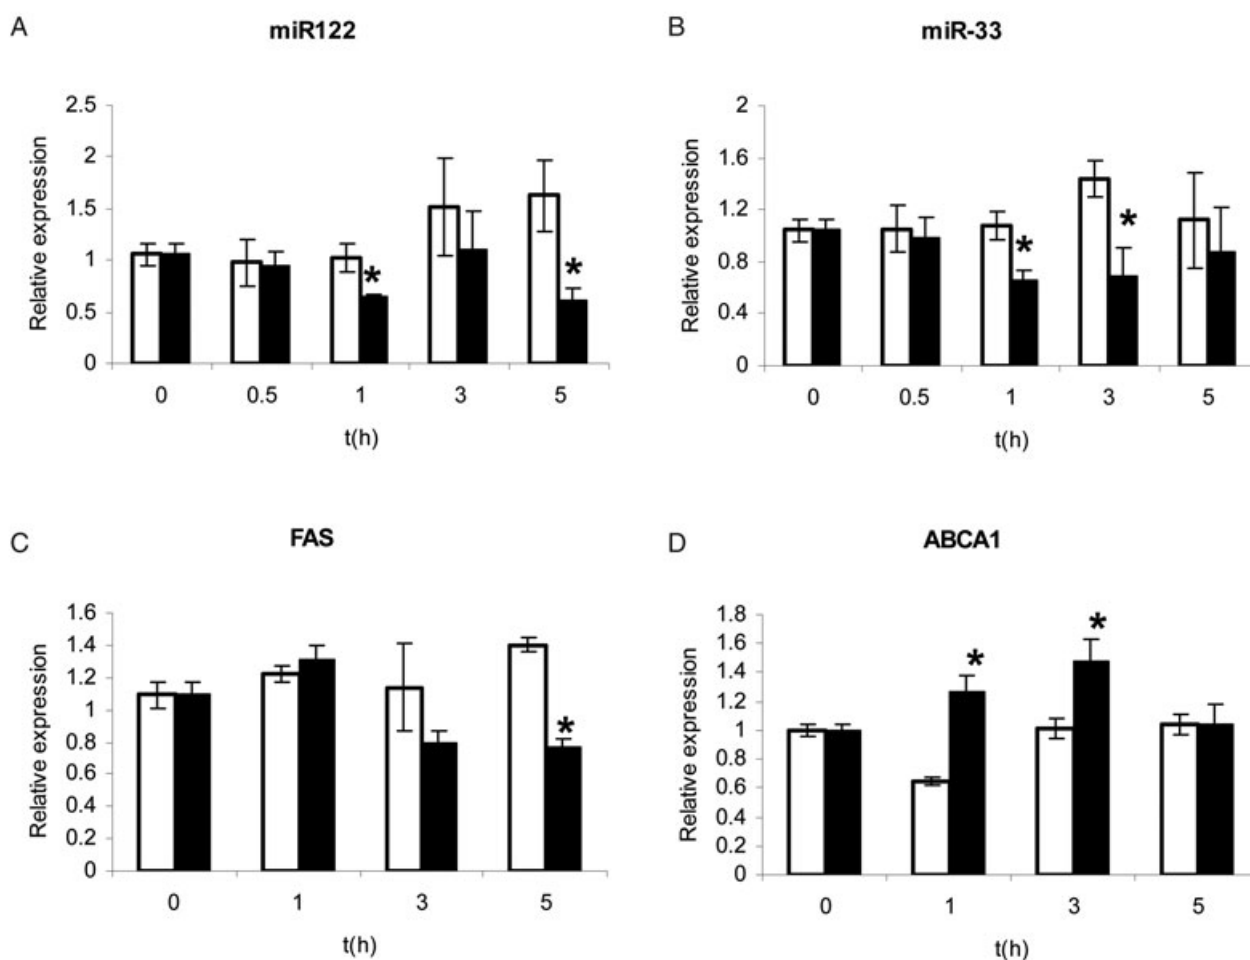 A
miR122
Relative expression
2.5
2
1.5
1
0.5
0
*
*
0 0.5 1 3 5
t(h)
B
miR-33
Relative expression
2
1.6
1.2
0.8
0.4
0
*
*
0 0.5 1 3 5
t(h)
C
FAS
Relative expression
1.6
1.4
1.2
1
0.8
0.6
0.4
0.2
0
*
0 1 3 5
t(h)
D
ABCA1
Relative expression
1.8
1.6
1.4
1.2
1
0.8
0.6
0.4
0.2
0
*
*
0 1 3 5
t(h)